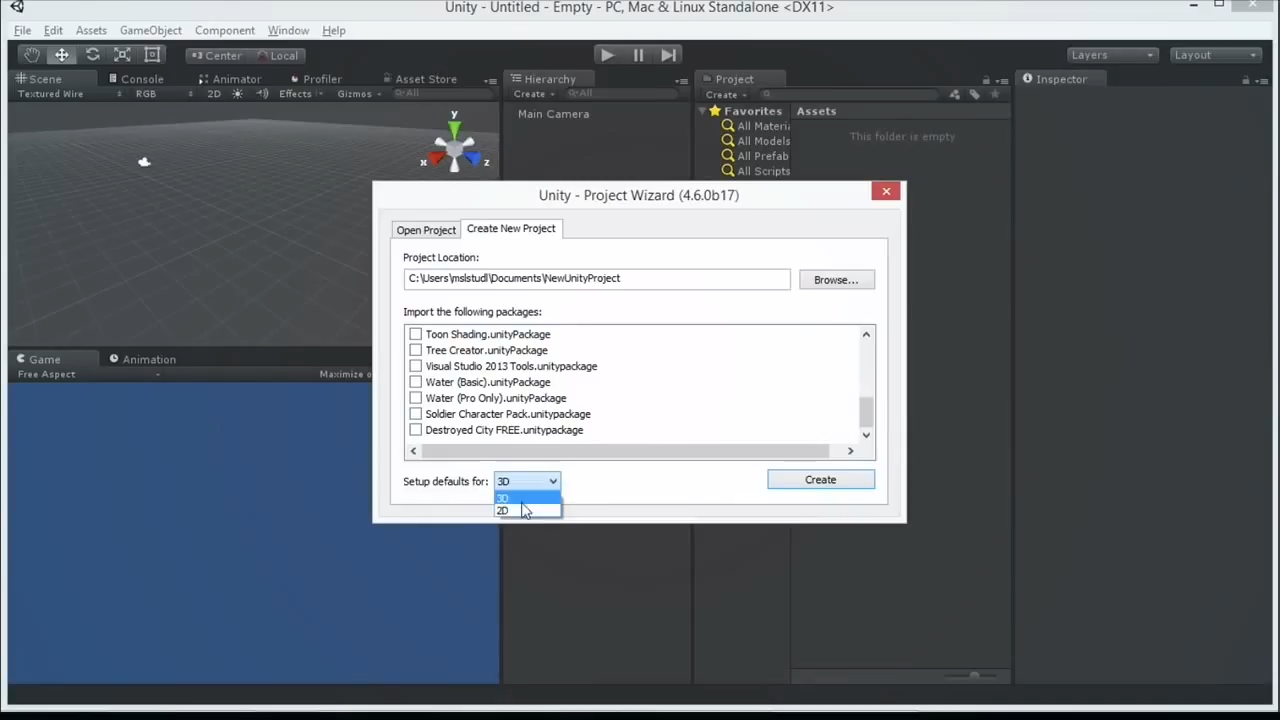 Unity - Untitled - Empty - PC, Mac & Linux Standalone <DX11>
File Edit Assets GameObject Component Window Help
Center Local Layers Layout
Scene Console Animator Profiler Asset Store Hierarchy Project Inspector
Textured Wire RGB 2D Effects Gizmos All Create All Create
Main Camera
Favorites Assets
All Materi
All Models
All Prefab
All Scripts
This folder is empty
Unity - Project Wizard (4.6.0b17)
Open Project Create New Project
Project Location:
C:\Users\mslstudl\Documents\NewUnityProject Browse...
Import the following packages:
Toon Shading.unityPackage
Tree Creator.unityPackage
Visual Studio 2013 Tools.unitypackage
Water (Basic).unityPackage
Water (Pro Only).unityPackage
Soldier Character Pack.unitypackage
Destroyed City FREE.unitypackage
Setup defaults for: 3D Create
3D
2D
Game Animation
Free Aspect Maximize o